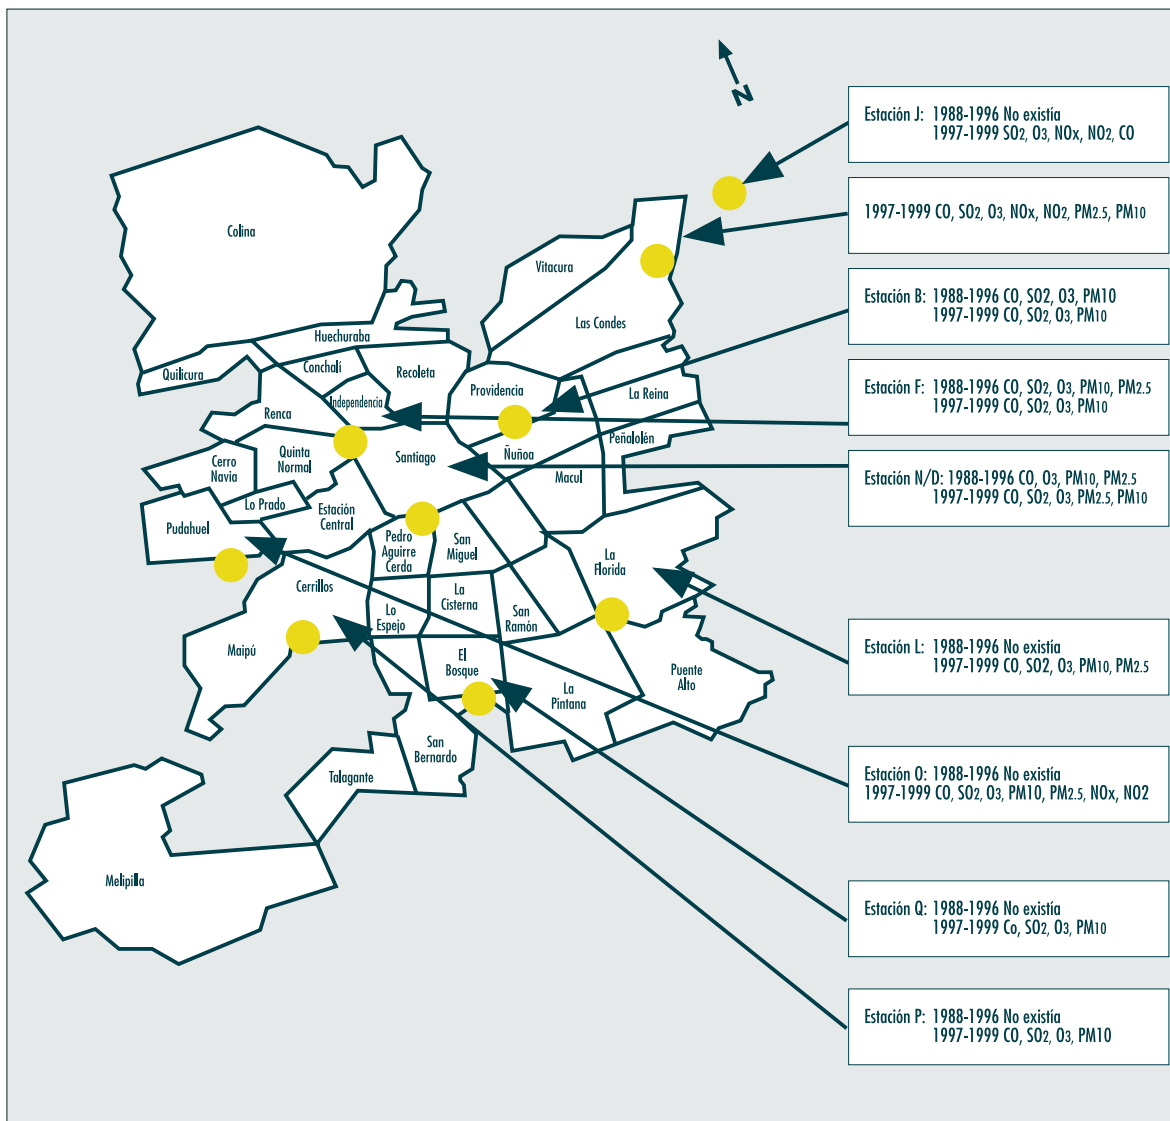 N
Estación J: 1988-1996 No existía
1997-1999 SO2, O3, NOx, NO2, CO
1997-1999 CO, SO2, O3, NOx, NO2, PM2.5, PM10
Estación B: 1988-1996 CO, SO2, O3, PM10
1997-1999 CO, SO2, O3, PM10
Estación F: 1988-1996 CO, SO2, O3, PM10, PM2.5
1997-1999 CO, SO2, O3, PM10
Estación N/D: 1988-1996 CO, O3, PM10, PM2.5
1997-1999 CO, SO2, O3, PM2.5, PM10
Estación L: 1988-1996 No existía
1997-1999 CO, SO2, O3, PM10, PM2.5
Estación O: 1988-1996 No existía
1997-1999 CO, SO2, O3, PM10, PM2.5, NOx, NO2
Estación Q: 1988-1996 No existía
1997-1999 Co, SO2, O3, PM10
Estación P: 1988-1996 No existía
1997-1999 CO, SO2, O3, PM10
Colina
Vitacura
Las Condes
Huechuraba
Quilicura
Conchalí
Recoleta
Providencia
La Reina
Independencia
Renca
Peñalolén
Quinta
Normal
Santiago
Ñuñoa
Macul
Cerro
Navia
Lo Prado
Estación
Central
Pudahuel
Pedro
Aguirre
Cerda
San
Miguel
La
Florida
Cerrillos
La
Cisterna
Lo
Espejo
San
Ramón
Maipú
El
Bosque
La
Pintana
Puente
Alto
San
Bernardo
Talagante
Melipilla